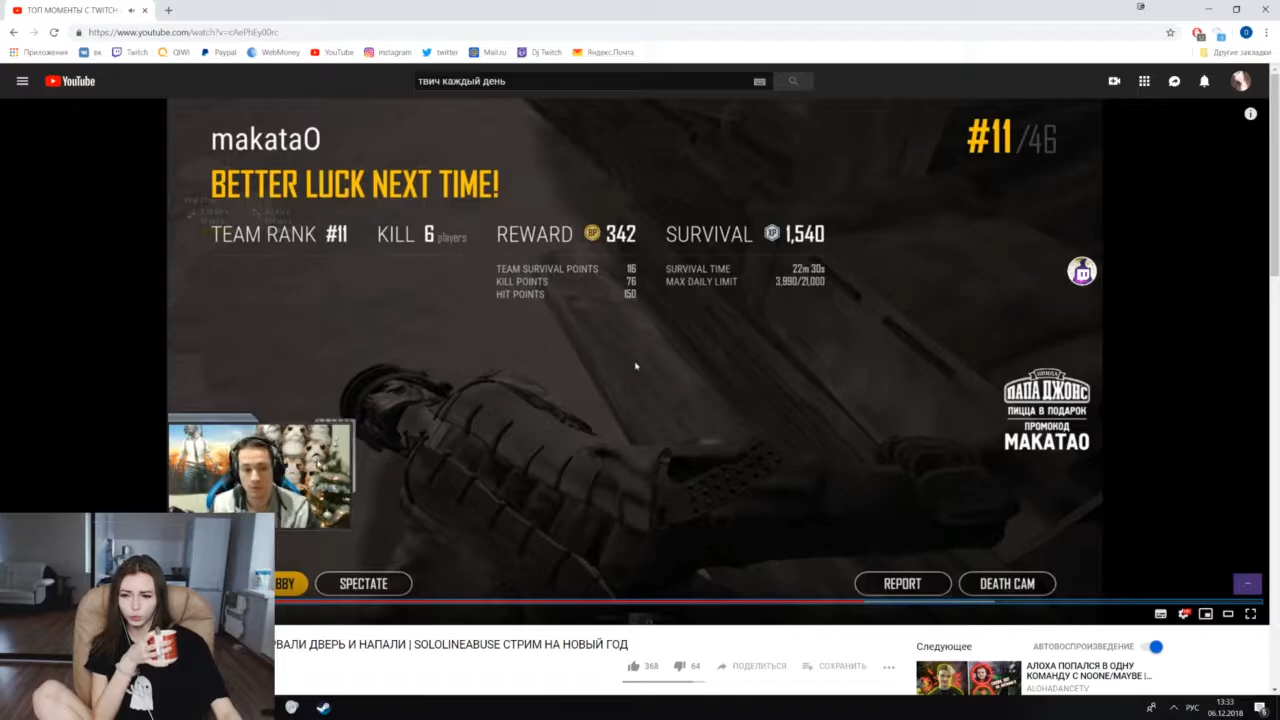 ТОП МОМЕНТЫ С TWITCH
https://www.youtube.com/watch?v=cAePhEy00rc
Приложения вк Twitch QIWI Paypal WebMoney YouTube instagram twitter Mail.ru Dj Twitch Яндекс.Почта Другие закладки
YouTube
твич каждый день
makataO
#11/46
BETTER LUCK NEXT TIME!
TEAM RANK #11 KILL 6 players REWARD BP 342 SURVIVAL XP 1,540
TEAM SURVIVAL POINTS 116 SURVIVAL TIME 22m 30s
KILL POINTS 76 MAX DAILY LIMIT 3,990/21,000
HIT POINTS 150
ПАПА ДЖОНС
ПИЦЦА В ПОДАРОК
ПРОМОКОД
МАКАТАО
BBY SPECTATE REPORT DEATH CAM
ВАЛИ ДВЕРЬ И НАПАЛИ | SOLOLINEABUSE СТРИМ НА НОВЫЙ ГОД
368 64 ПОДЕЛИТЬСЯ СОХРАНИТЬ
Следующее АВТОВОСПРОИЗВЕДЕНИЕ
АЛОХА ПОПАЛСЯ В ОДНУ
КОМАНДУ С NOONE/MAYBE |...
ALOHADANCETV
РУС
13:33
06.12.2018